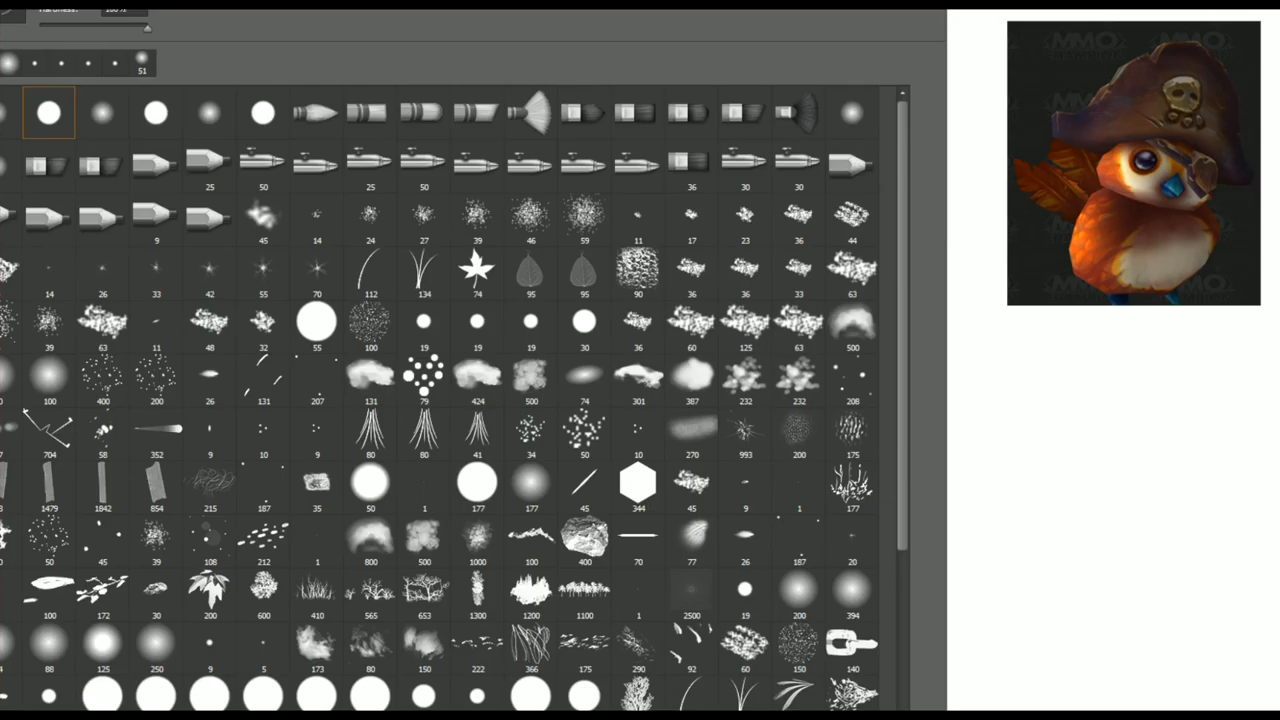 51
25 50 25 50 36 30 30
9 45 14 24 27 39 46 59 11 17 23 36 44
14 26 33 42 55 70 112 134 74 95 95 90 36 36 33 63
39 63 11 48 32 55 100 19 19 19 30 36 60 125 63 500
100 400 200 26 131 207 131 79 424 500 74 301 387 232 232 208
704 58 352 9 10 9 80 80 41 34 50 10 270 993 200 175
1479 1842 854 215 187 35 50 1 177 177 45 344 45 9 1 177
50 45 39 108 212 1 800 500 1000 100 400 70 77 26 187 20
100 172 30 200 600 410 565 653 1300 1200 1100 1 2500 19 200 394
88 125 250 9 5 173 80 150 222 366 175 290 92 60 150 140
MMO MMO